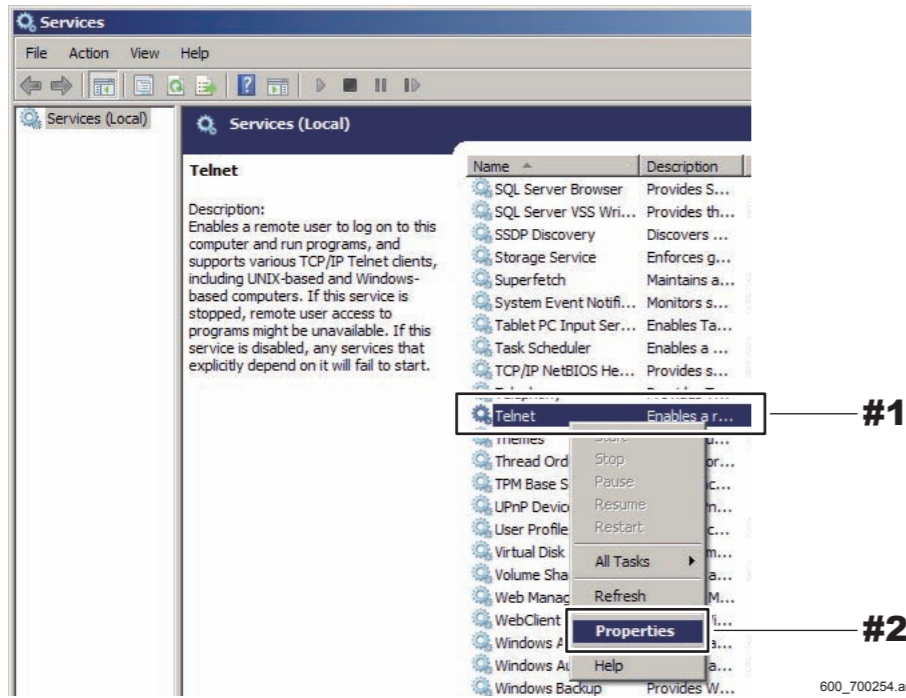 Services
File Action View Help
Services (Local)
Services (Local)
Telnet
Description:
Enables a remote user to log on to this
computer and run programs, and
supports various TCP/IP Telnet clients,
including UNIX-based and Windows-
based computers. If this service is
stopped, remote user access to
programs might be unavailable. If this
service is disabled, any services that
explicitly depend on it will fail to start.
Name Description
SQL Server Browser Provides S...
SQL Server VSS Wri... Provides th...
SSDP Discovery Discovers ...
Storage Service Enforces g...
Superfetch Maintains a...
System Event Notifi... Monitors s...
Tablet PC Input Ser... Enables Ta...
Task Scheduler Enables a ...
TCP/IP NetBIOS He... Provides s...
Telnet Enables a r...
#1
Themes
Thread Ord
TPM Base S
UPnP Devic
User Profile
Virtual Disk
Volume Sha
Web Manag
WebClient
Windows A
Windows Au
Windows Backup Provides W...
Stop
Pause
Resume
Restart
All Tasks
Refresh
Properties
#2
Help
600_700254.a